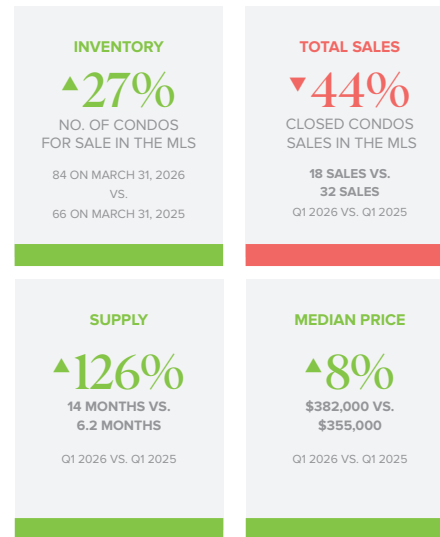 INVENTORY
▲27%
NO. OF CONDOS
FOR SALE IN THE MLS
84 ON MARCH 31, 2026
VS.
66 ON MARCH 31, 2025
TOTAL SALES
▼44%
CLOSED CONDOS
SALES IN THE MLS
18 SALES VS.
32 SALES
Q1 2026 VS. Q1 2025
SUPPLY
▲126%
14 MONTHS VS.
6.2 MONTHS
Q1 2026 VS. Q1 2025
MEDIAN PRICE
▲8%
$382,000 VS.
$355,000
Q1 2026 VS. Q1 2025